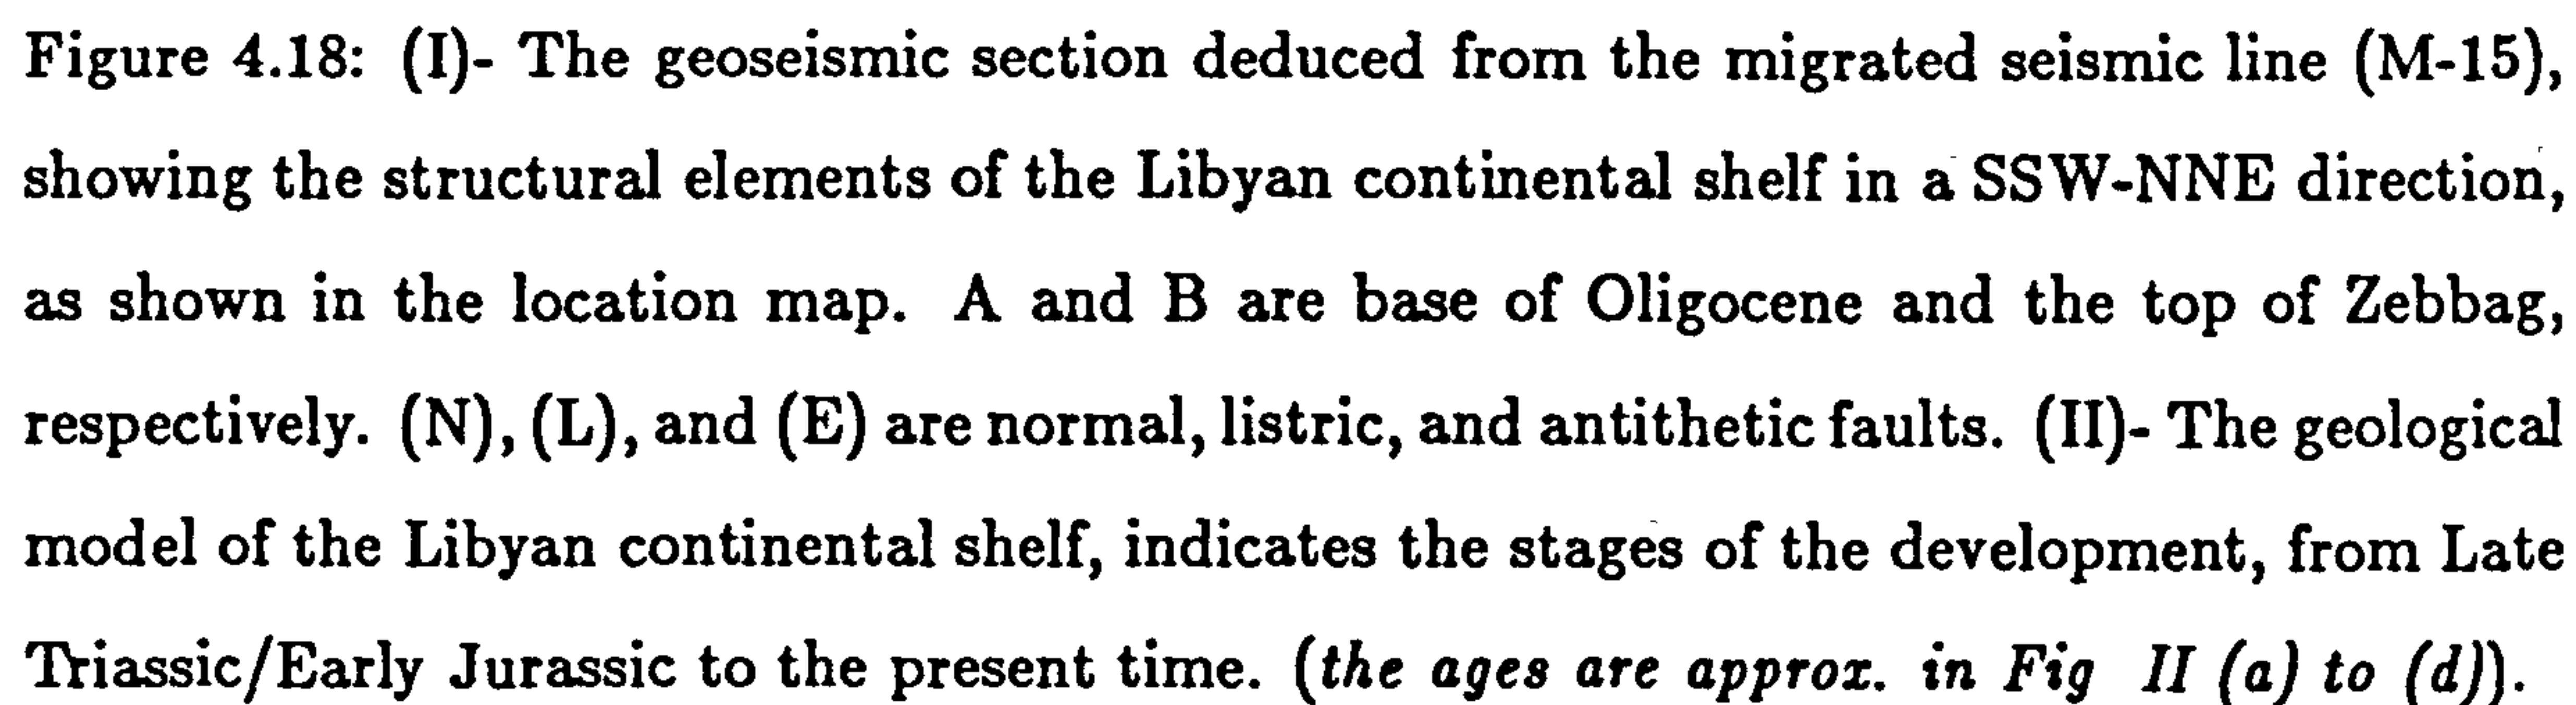 Figure 4.18: (I)- The geoseismic section deduced from the migrated seismic line (M-15),
showing the structural elements of the Libyan continental shelf in a SSW-NNE direction,
as shown in the location map. A and B are base of Oligocene and the top of Zebbag,
respectively. (N), (L), and (E) are normal, listric, and antithetic faults. (II)- The geological
model of the Libyan continental shelf, indicates the stages of the development, from Late
Triassic/Early Jurassic to the present time. (the ages are approx. in Fig II (a) to (d)).